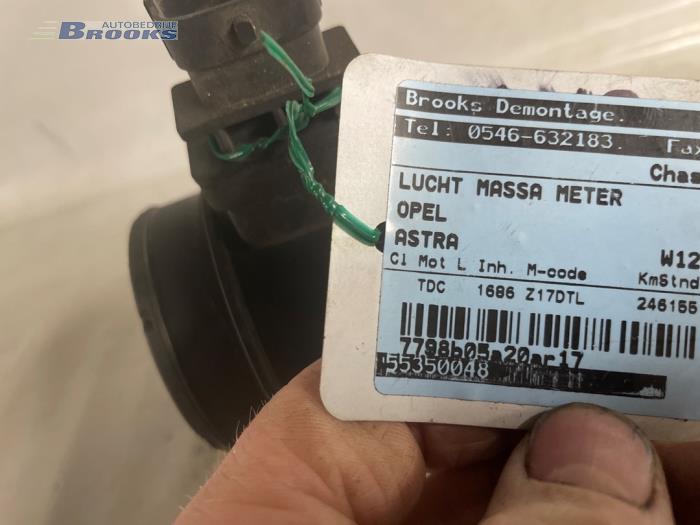 AUTOBEDRIJF
BROOKS
Brooks Demontage.
Tel: 0546-632183. Fax
Chas
LUCHT MASSA METER
OPEL
ASTRA W12
Cl Mot L Inh. M-code KmStnd
TDC 1686 Z17DTL 246155
7798b05a20ar17
55350048